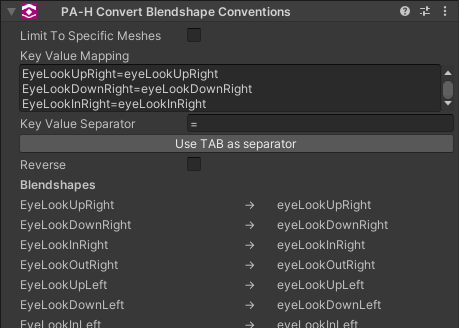 PA-H Convert Blendshape Conventions
Limit To Specific Meshes
Key Value Mapping
EyeLookUpRight=eyeLookUpRight
EyeLookDownRight=eyeLookDownRight
EyeLookInRight=eyeLookInRight
Key Value Separator =
Use TAB as separator
Reverse
Blendshapes
EyeLookUpRight → eyeLookUpRight
EyeLookDownRight → eyeLookDownRight
EyeLookInRight → eyeLookInRight
EyeLookOutRight → eyeLookOutRight
EyeLookUpLeft → eyeLookUpLeft
EyeLookDownLeft → eyeLookDownLeft
EyeLookInLeft → eyeLookInLeft